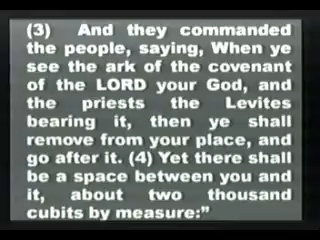 (3) And they commanded
the people, saying, When ye
see the ark of the covenant
of the LORD your God, and
the priests the Levites
bearing it, then ye shall
remove from your place, and
go after it. (4) Yet there shall
be a space between you and
it, about two thousand
cubits by measure:”